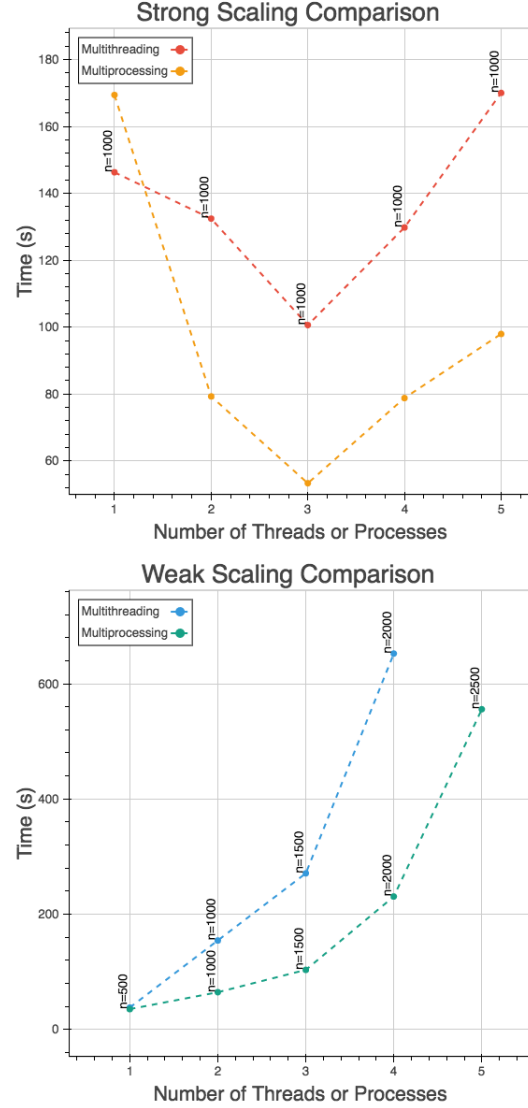 Strong Scaling Comparison
Multithreading
Multiprocessing
180
160
140
120
100
80
60
Time (s)
n=1000
n=1000
n=1000
n=1000
n=1000
1 2 3 4 5
Number of Threads or Processes
Weak Scaling Comparison
Multithreading
Multiprocessing
600
400
200
0
Time (s)
n=500
n=1000
n=1000
n=1500
n=1500
n=2000
n=2000
n=2500
1 2 3 4 5
Number of Threads or Processes